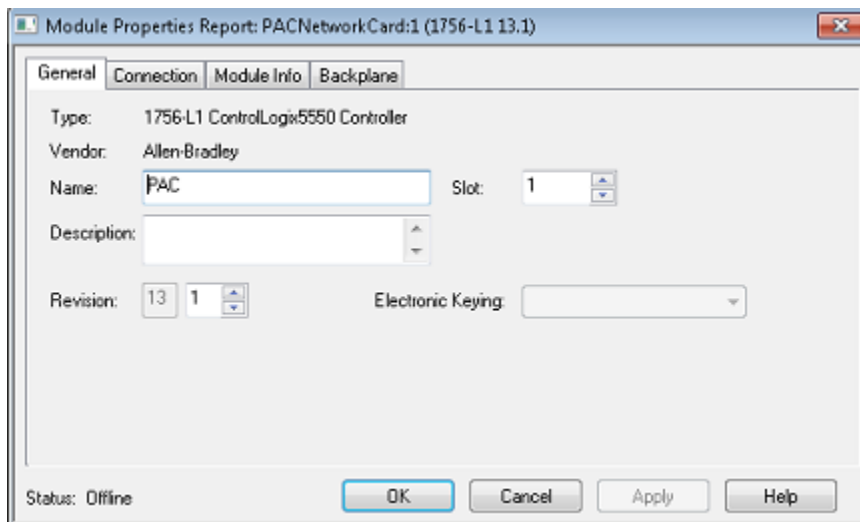 Module Properties Report: PACNetworkCard:1 (1756-L1 13.1)
General Connection Module Info Backplane
Type: 1756-L1 ControlLogix5550 Controller
Vendor: Allen-Bradley
Name: PAC Slot: 1
Description:
Revision: 13 1 Electronic Keying:
Status: Offline OK Cancel Apply Help